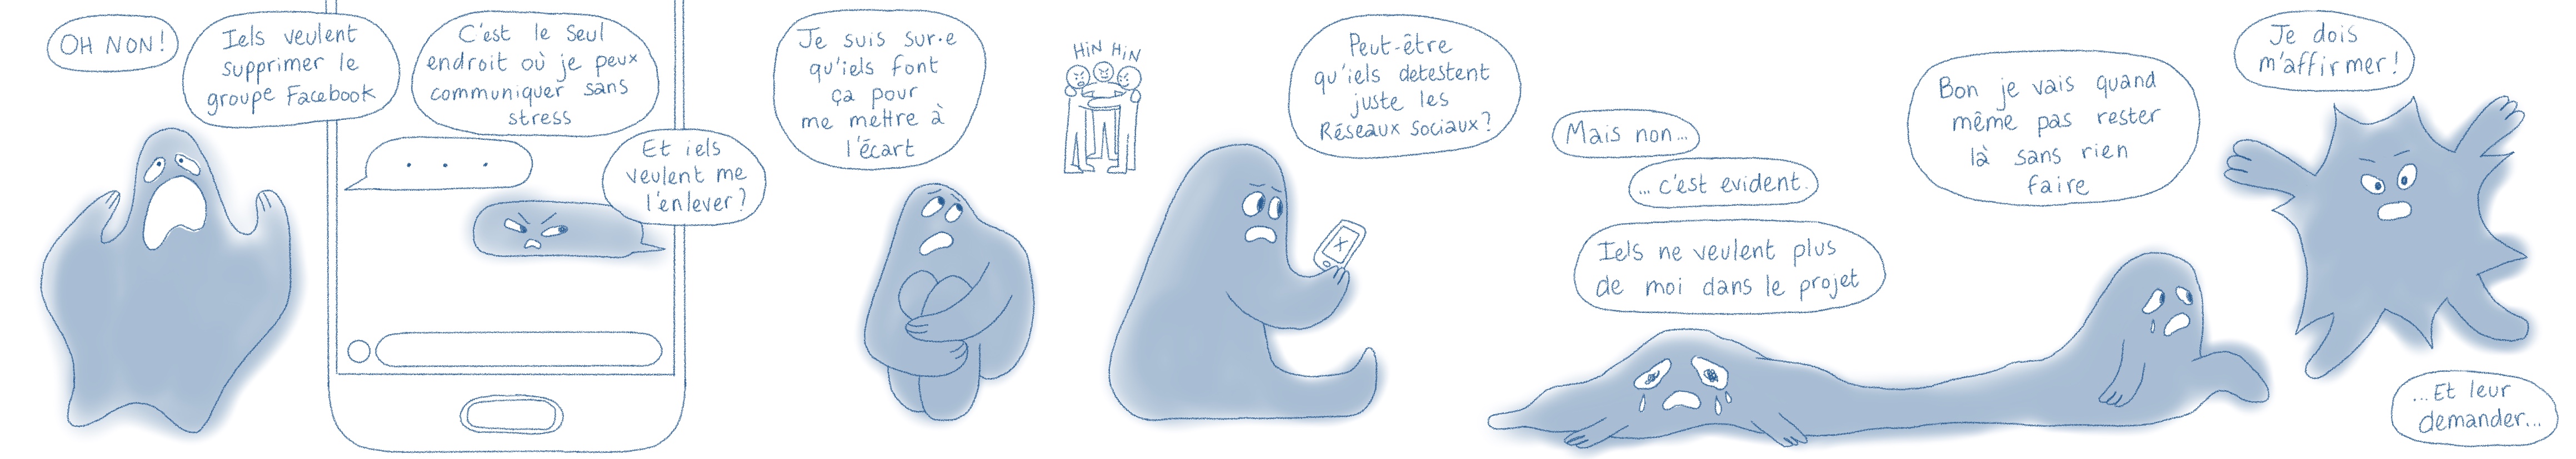 OH NON!
Iels veulent
supprimer le
groupe Facebook
C'est le seul
endroit où je peux
communiquer sans
stress
...
Et iels
veulent me
l'enlever?
Je suis sur·e
qu'iels font
ça pour
me mettre à
l'écart
HiN HiN
Peut-être
qu'iels detestent
juste les
Réseaux sociaux?
Mais non...
...c'est evident.
Iels ne veulent plus
de moi dans le projet
Bon je vais quand
même pas rester
là sans rien
faire
Je dois
m'affirmer!
...Et leur
demander...